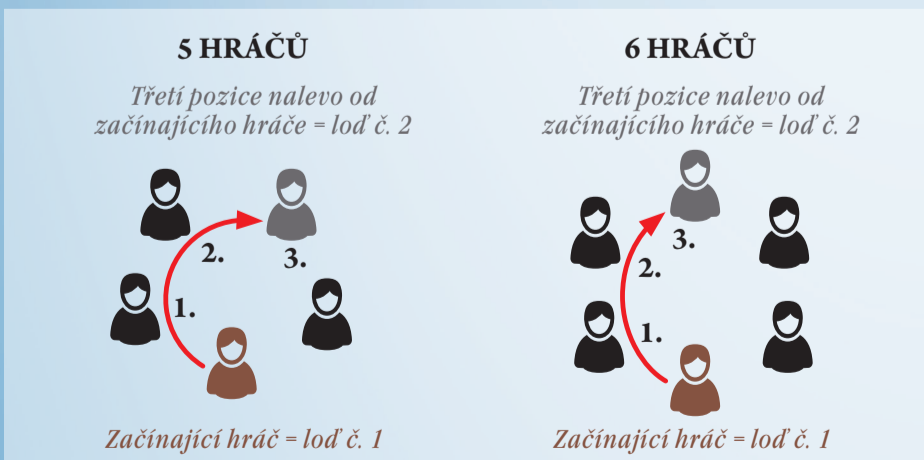 5 HRÁČŮ
Třetí pozice nalevo od
začínajícího hráče = loď č. 2
2.
3.
1.
Začínající hráč = loď č. 1
6 HRÁČŮ
Třetí pozice nalevo od
začínajícího hráče = loď č. 2
3.
2.
1.
Začínající hráč = loď č. 1